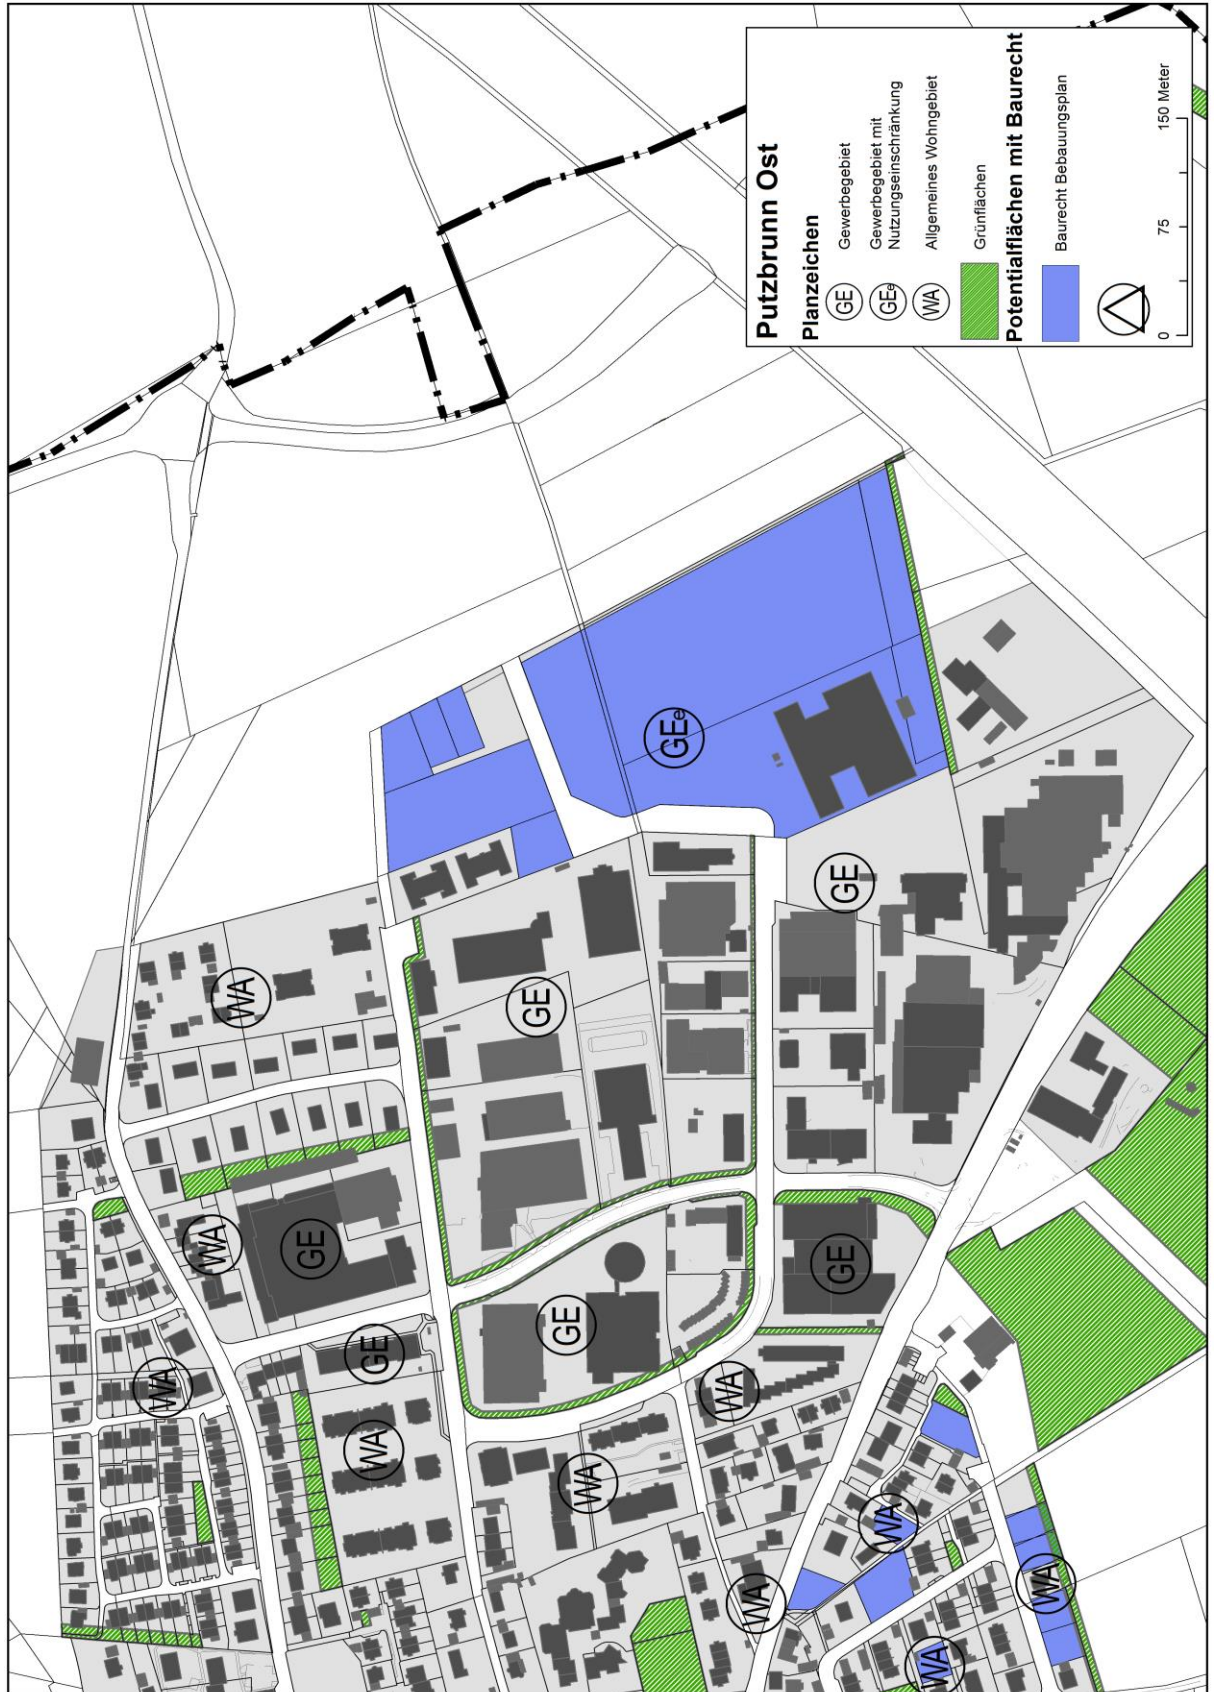 Putzbrunn Ost
Planzeichen
GE Gewerbegebiet
GEe Gewerbegebiet mit
Nutzungseinschränkung
WA Allgemeines Wohngebiet
Grünflächen
Potentialflächen mit Baurecht
Baurecht Bebauungsplan
0 75 150 Meter
WA
WA
WA
GE
GE
WA
GE
GE
WA
WA
GEe
GE
GE
WA
WA
WA
WA